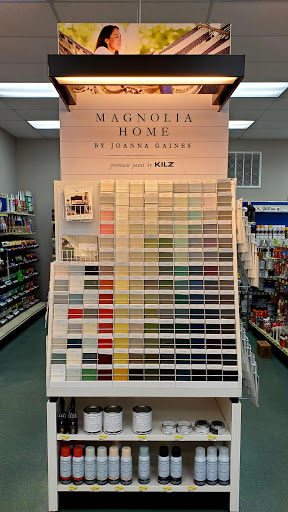 MAGNOLIA
HOME
BY JOANNA GAINES
premium paint by KILZ